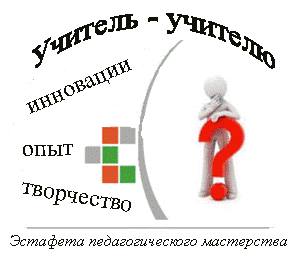 Учитель - учителю
инновации
опыт
творчество
?
Эстафета педагогического мастерства